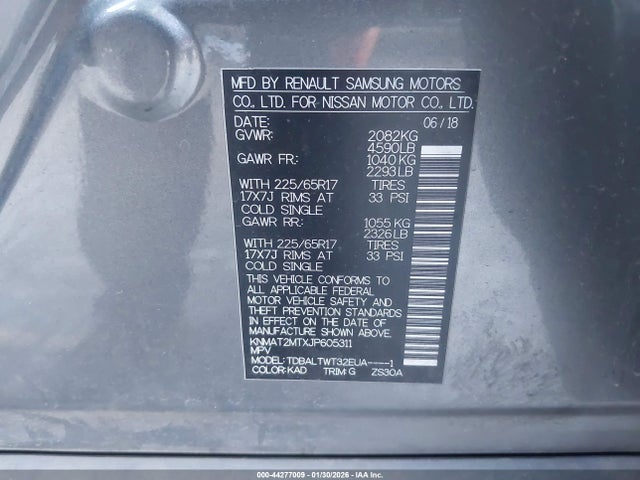 MFD BY RENAULT SAMSUNG MOTORS
CO., LTD. FOR NISSAN MOTOR CO., LTD.
DATE: 06/18
GVWR: 2082KG
4590LB
GAWR FR: 1040KG
2293LB
WITH 225/65R17 TIRES
17X7J RIMS AT 33 PSI
COLD SINGLE
GAWR RR: 1055KG
2326LB
WITH 225/65R17 TIRES
17X7J RIMS AT 33 PSI
COLD SINGLE
THIS VEHICLE CONFORMS TO
ALL APPLICABLE FEDERAL
MOTOR VEHICLE SAFETY AND
THEFT PREVENTION STANDARDS
IN EFFECT ON THE DATE OF
MANUFACTURE SHOWN ABOVE.
KNMAT2MTXJP605311
MPV
MODEL: TDBALTWT32EUA----1
COLOR: KAD TRIM: G ZS30A
000-44277009 - 01/30/2026 - IAA Inc.